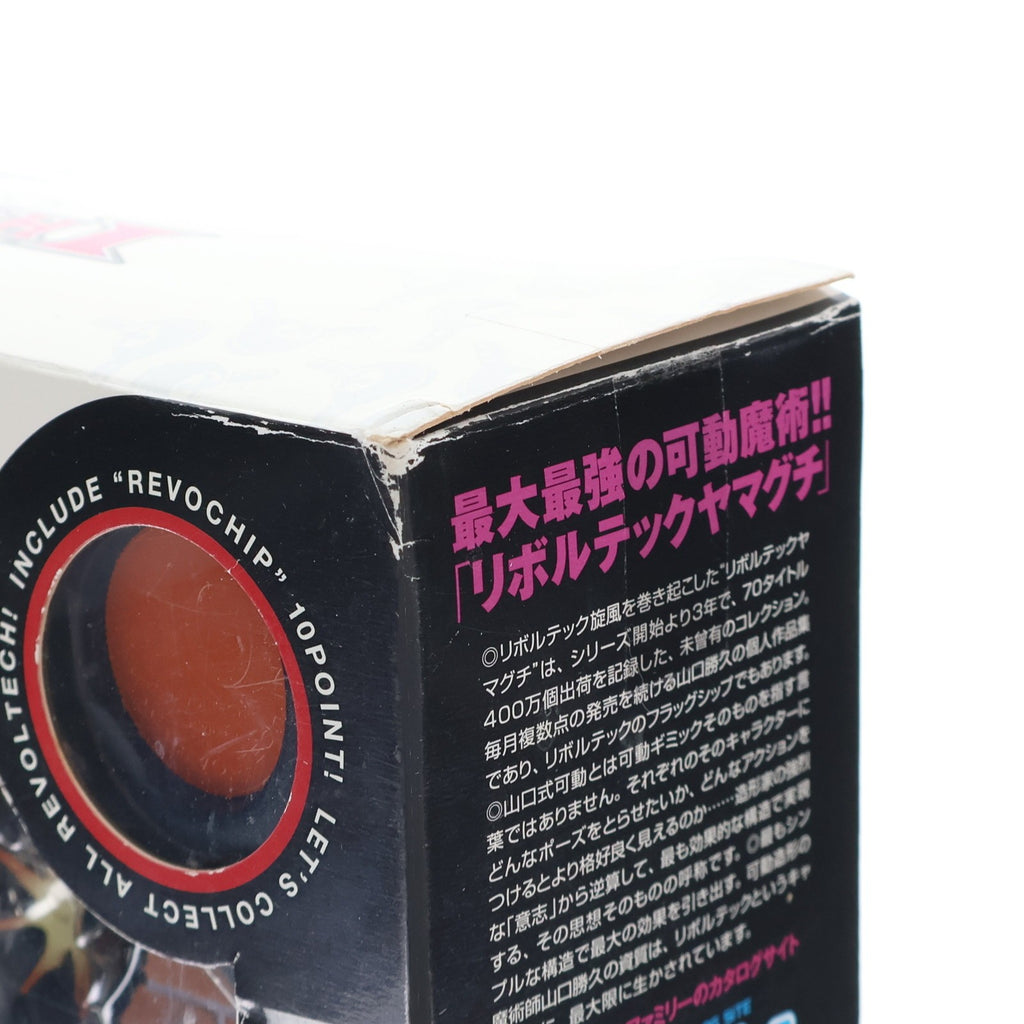 INCLUDE "REVOCHIP" 10POINT! LET'S COLLECT ALL REVOLTECH!
最大最強の可動魔術!!
「リボルテックヤマグチ」
◎リボルテック旋風を巻き起こした"リボルテックヤ
マグチ"は、シリーズ開始より3年で、70タイトル
400万個出荷を記録した、未曾有のコレクション。
毎月複数点の発売を続ける山口勝久の個人作品集
であり、リボルテックのフラッグシップでもあります。
◎山口式可動とは可動ギミックそのものを指す言
葉ではありません。それぞれのそのキャラクターに
どんなポーズをとらせたいか、どんなアクションを
つけるとより格好良く見えるのか……造形家の強烈
な「意志」から逆算して、最も効果的な構造で実現
する、その思想そのものの呼称です。◎最もシン
プルな構造で最大の効果を引き出す。可動造形の
魔術師山口勝久の資質は、リボルテックというキャ
に、最大限に生かされています。
ファミリーのカタログサイト
SITE